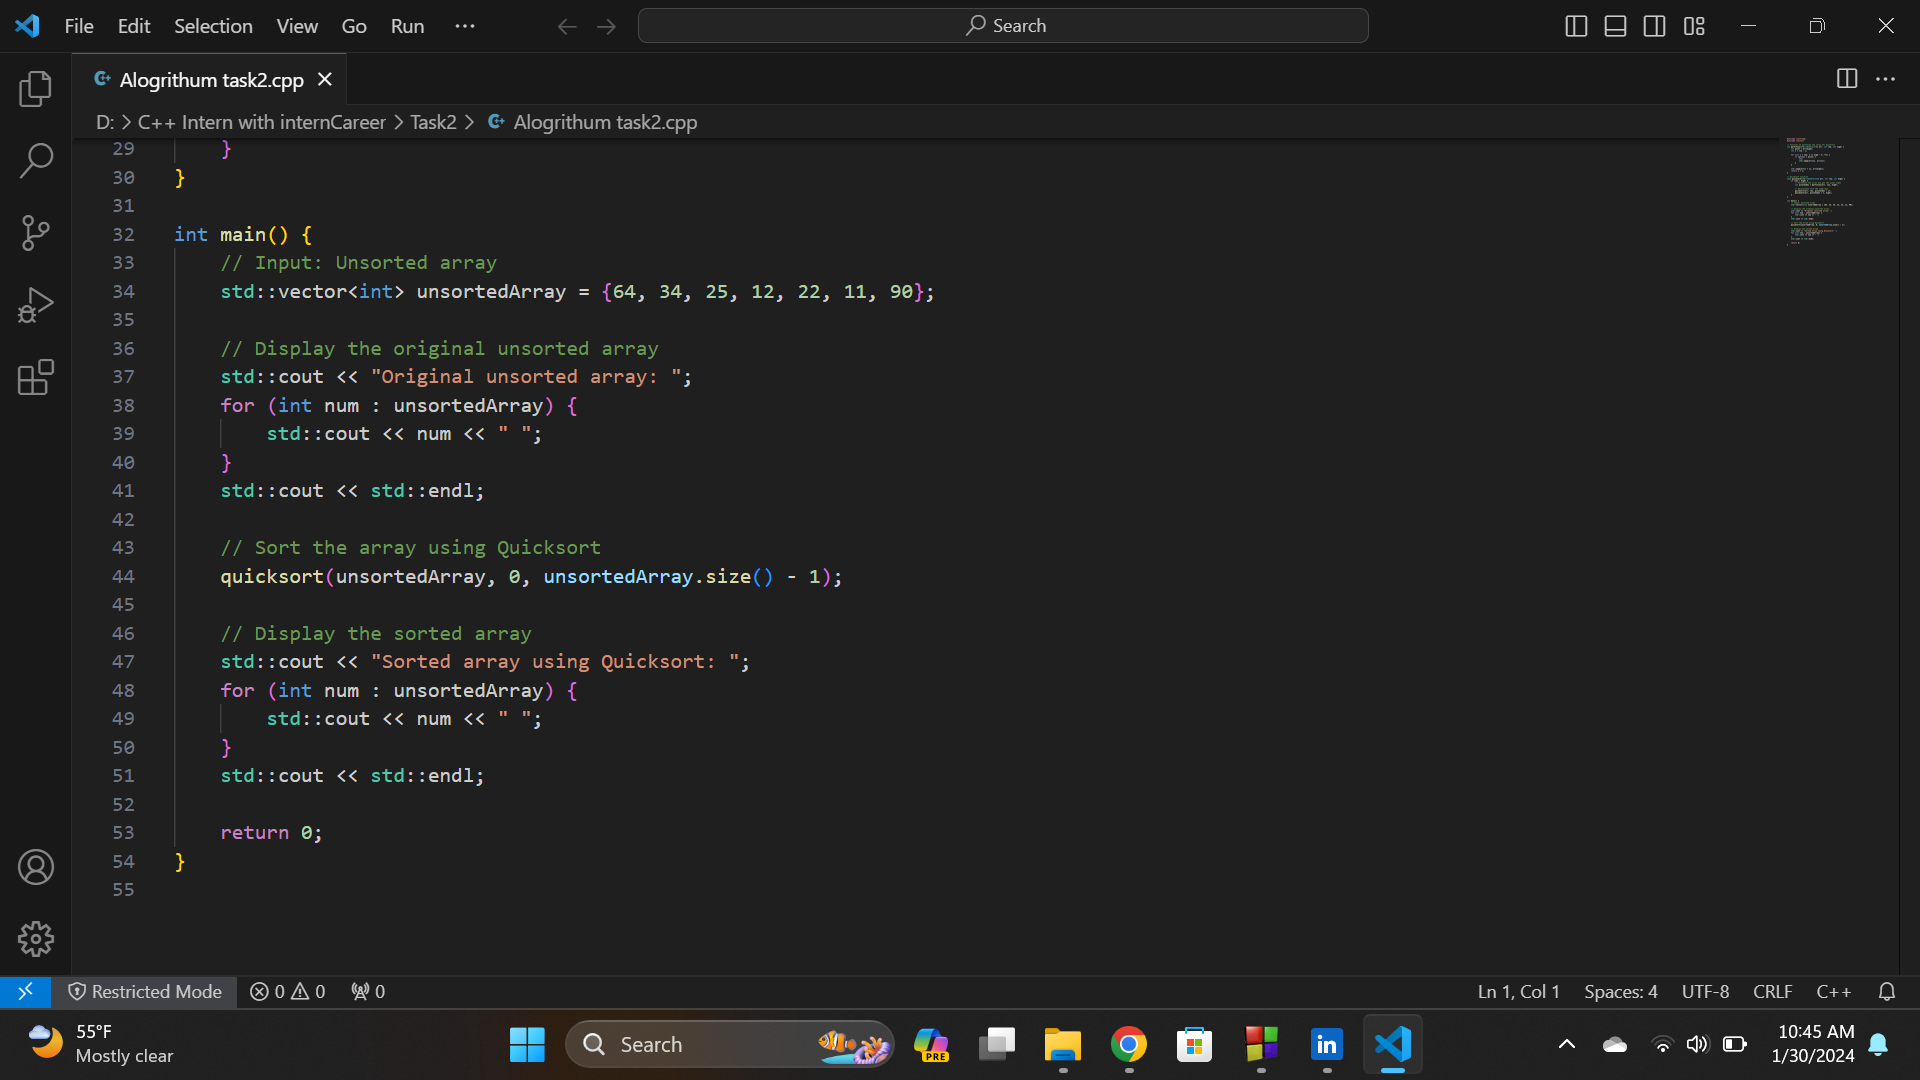 File Edit Selection View Go Run ··· Search
Alogrithum task2.cpp
D: > C++ Intern with internCareer > Task2 > Alogrithum task2.cpp
29 }
30 }
31
32 int main() {
33 // Input: Unsorted array
34 std::vector<int> unsortedArray = {64, 34, 25, 12, 22, 11, 90};
35
36 // Display the original unsorted array
37 std::cout << "Original unsorted array: ";
38 for (int num : unsortedArray) {
39 std::cout << num << " ";
40 }
41 std::cout << std::endl;
42
43 // Sort the array using Quicksort
44 quicksort(unsortedArray, 0, unsortedArray.size() - 1);
45
46 // Display the sorted array
47 std::cout << "Sorted array using Quicksort: ";
48 for (int num : unsortedArray) {
49 std::cout << num << " ";
50 }
51 std::cout << std::endl;
52
53 return 0;
54 }
55
Restricted Mode 0 0 0 Ln 1, Col 1 Spaces: 4 UTF-8 CRLF C++
55°F
Mostly clear
Search
PRE
in
10:45 AM
1/30/2024